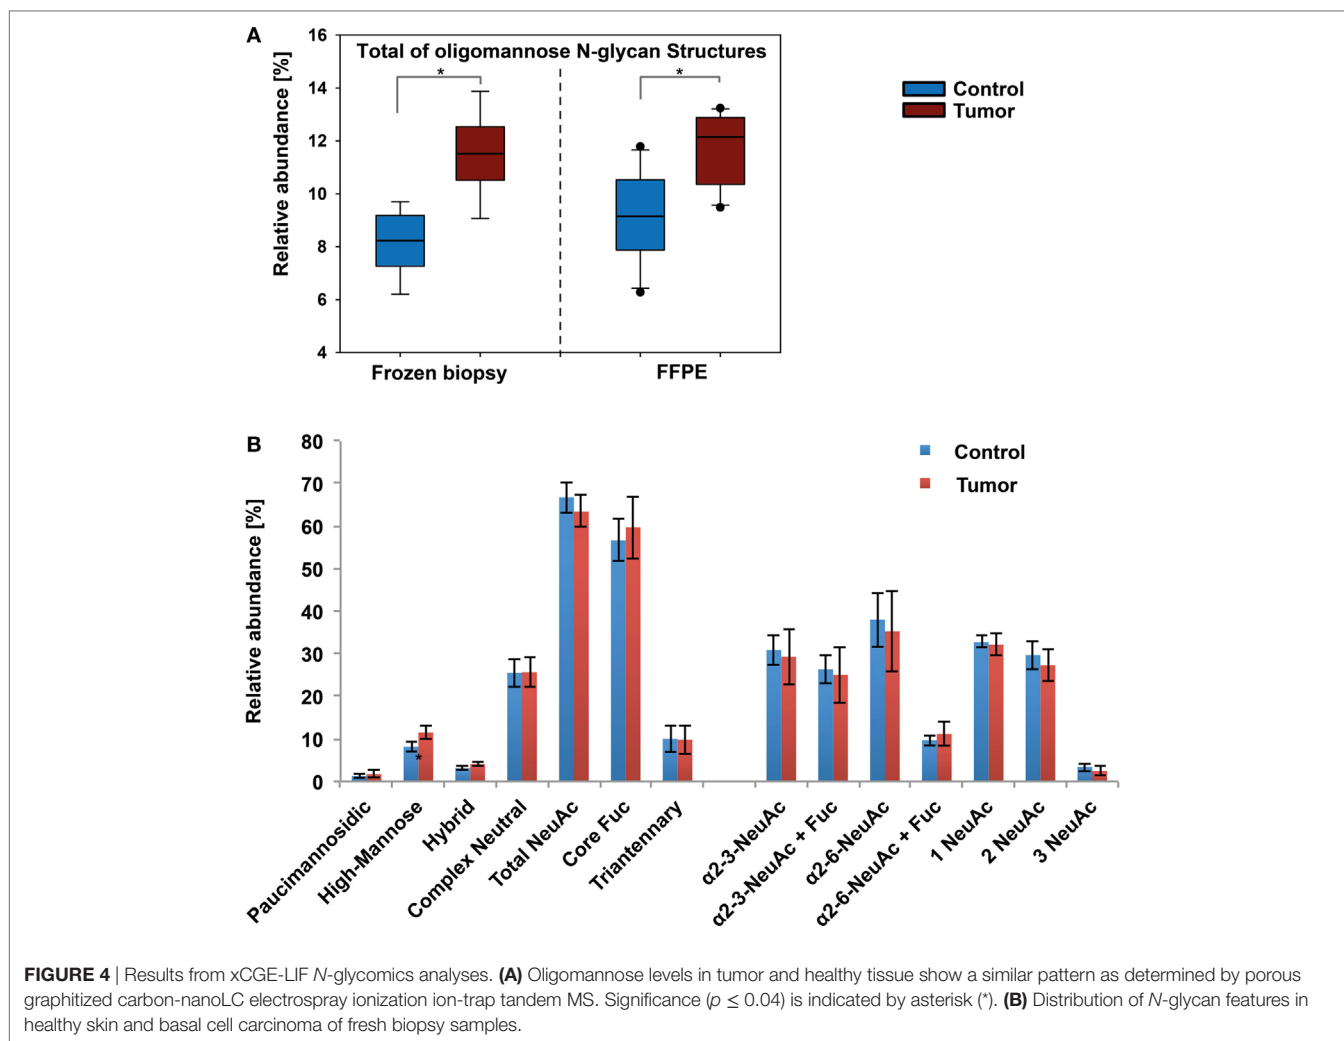 A
Total of oligomannose N-glycan Structures
Relative abundance [%]
16
14
12
10
8
6
4
*
*
Frozen biopsy
FFPE
Control
Tumor
B
Relative abundance [%]
80
70
60
50
40
30
20
10
0
*
Control
Tumor
Paucimannosidic
High-Mannose
Hybrid
Complex Neutral
Total NeuAc
Core Fuc
Triantennary
α2-3-NeuAc
α2-3-NeuAc + Fuc
α2-6-NeuAc
α2-6-NeuAc + Fuc
1 NeuAc
2 NeuAc
3 NeuAc
FIGURE 4 | Results from xCGE-LIF N-glycomics analyses. (A) Oligomannose levels in tumor and healthy tissue show a similar pattern as determined by porous
graphitized carbon-nanoLC electrospray ionization ion-trap tandem MS. Significance (p ≤ 0.04) is indicated by asterisk (*). (B) Distribution of N-glycan features in
healthy skin and basal cell carcinoma of fresh biopsy samples.